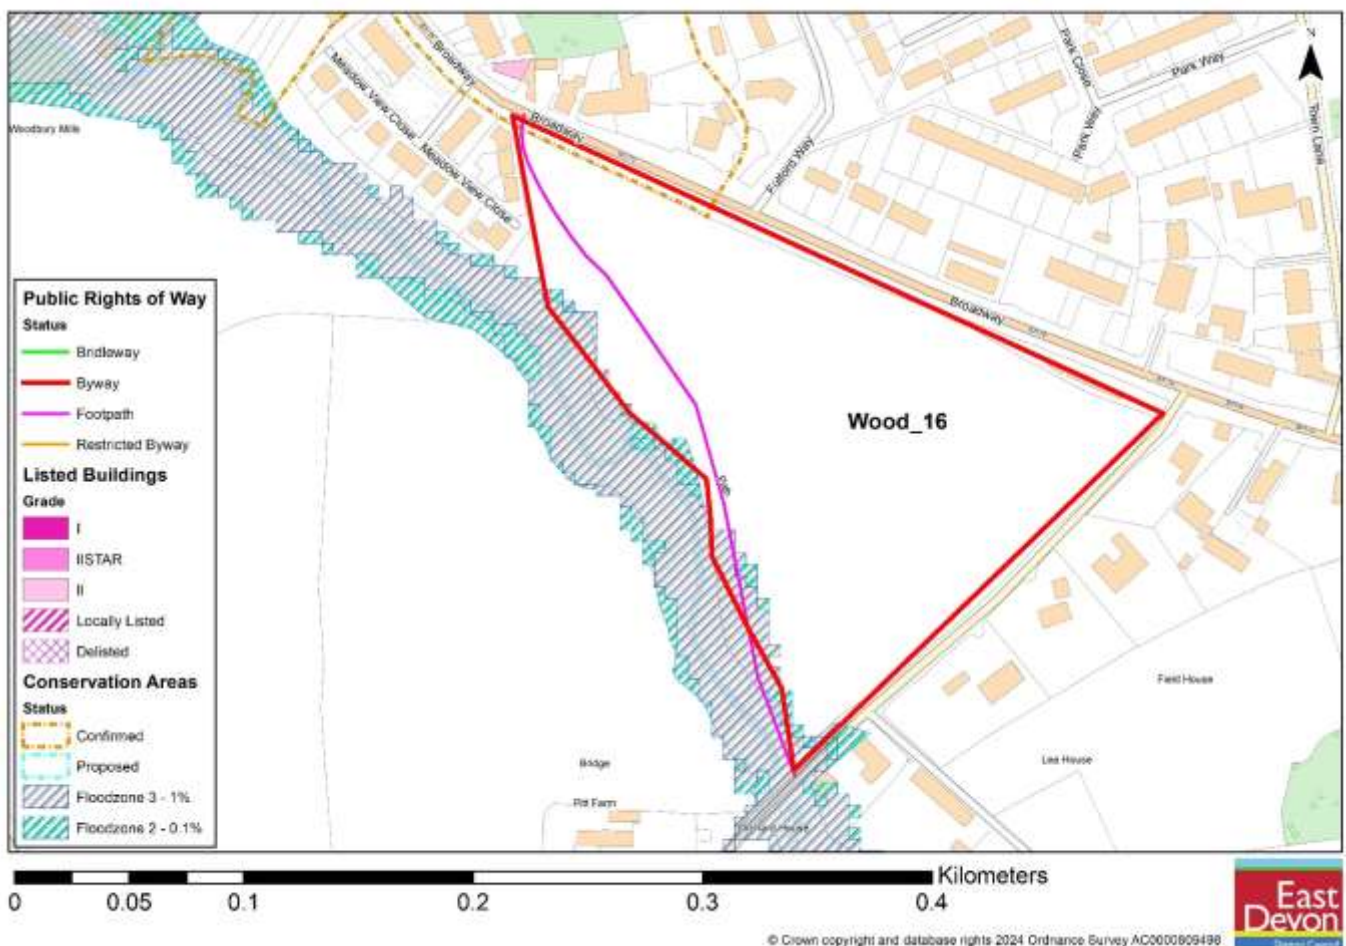 Broadway
Meadow View Close
Meadow View Close
Woodbury Mills
Broadway
Fulford Way
Park Close
Park Way
Park Way
Town Lane
N
Broadway
Wood_16
Path
Field House
Lea House
Bridge
Pitt Farm
Public Rights of Way
Status
Bridleway
Byway
Footpath
Restricted Byway
Listed Buildings
Grade
I
IISTAR
II
Locally Listed
Delisted
Conservation Areas
Status
Confirmed
Proposed
Floodzone 3 - 1%
Floodzone 2 - 0.1%
Kilometers
0 0.05 0.1 0.2 0.3 0.4
East
Devon
District Council
© Crown copyright and database rights 2024 Ordnance Survey AC0000809498